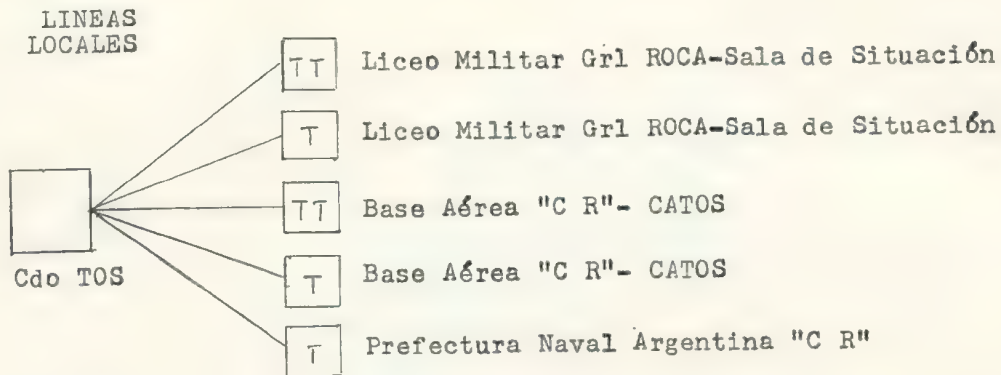 LINEAS
LOCALES
TT Liceo Militar Grl ROCA-Sala de Situación
T Liceo Militar Grl ROCA-Sala de Situación
TT Base Aérea "C R"- CATOS
Cdo TOS
T Base Aérea "C R"- CATOS
T Prefectura Naval Argentina "C R"